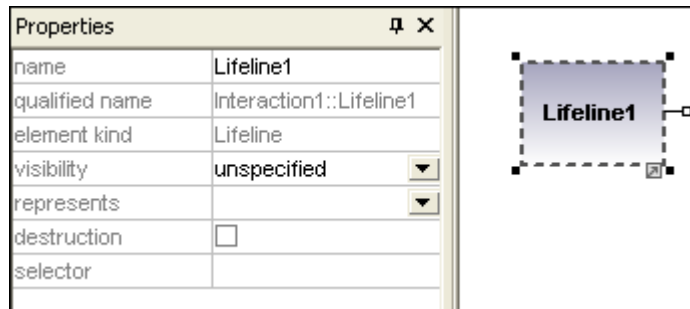 Properties
name Lifeline1
qualified name Interaction1::Lifeline1
element kind Lifeline
visibility unspecified
represents
destruction
selector
Lifeline1